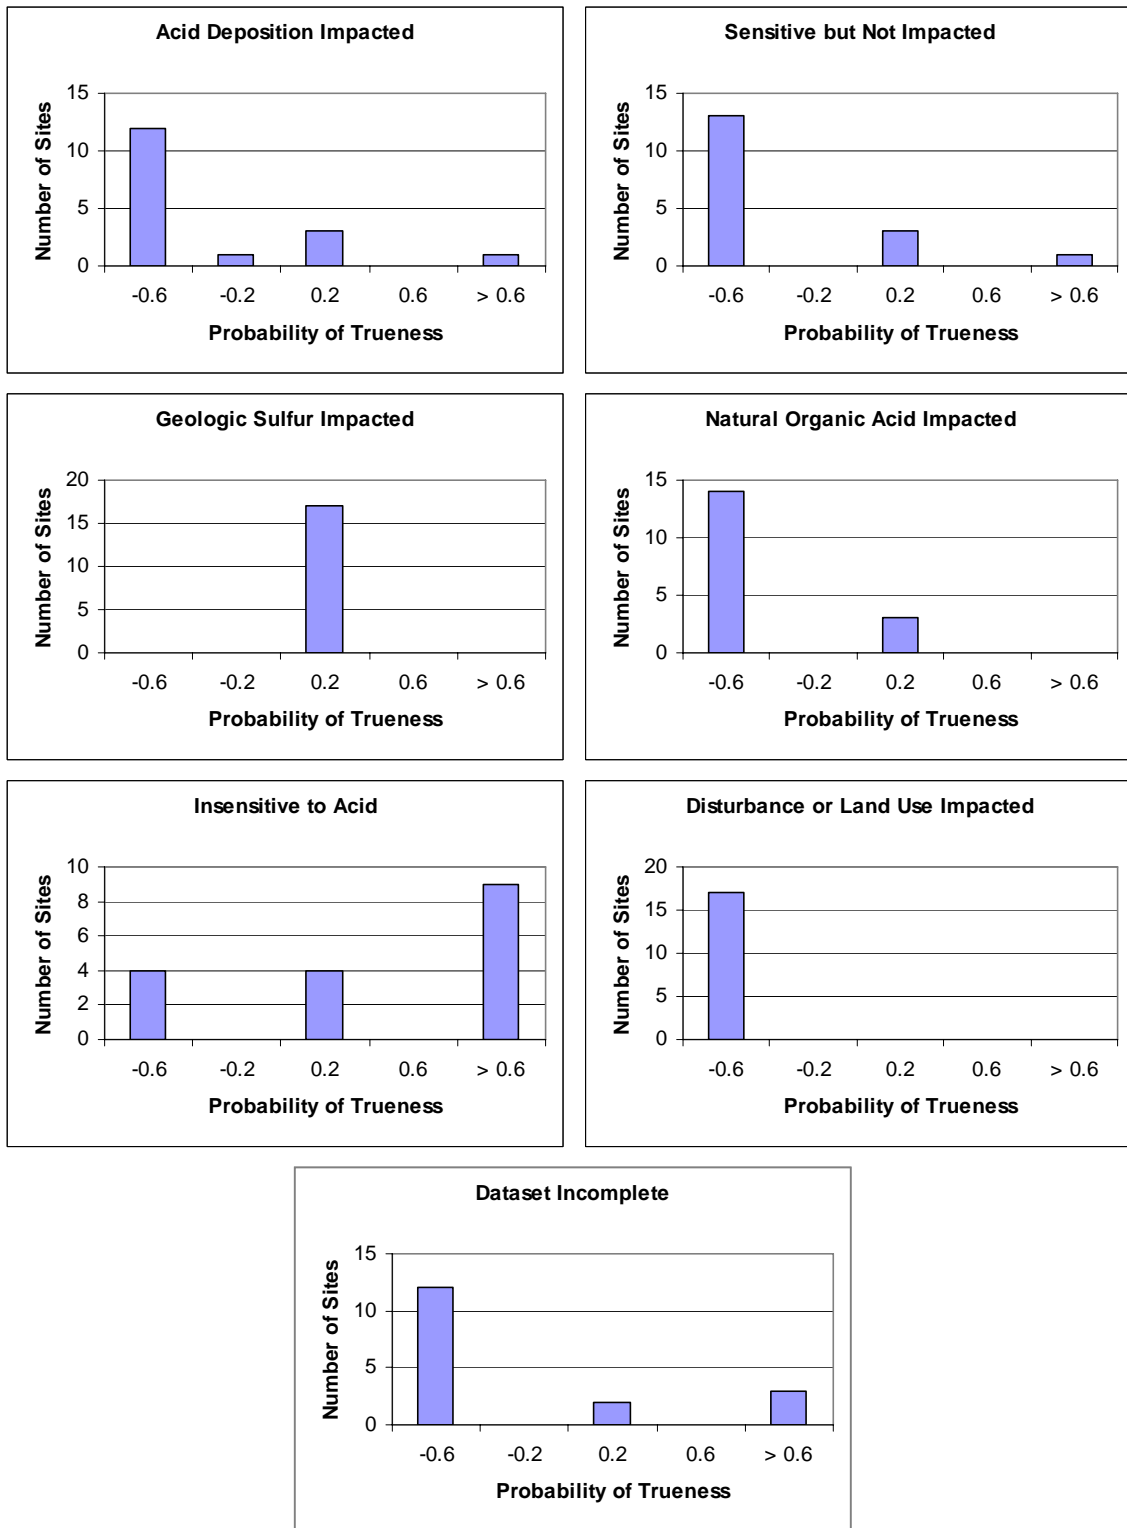 Acid Deposition Impacted
15
10
5
0
-0.6 -0.2 0.2 0.6 > 0.6
Number of Sites
Probability of Trueness
Sensitive but Not Impacted
15
10
5
0
-0.6 -0.2 0.2 0.6 > 0.6
Number of Sites
Probability of Trueness
Geologic Sulfur Impacted
20
15
10
5
0
-0.6 -0.2 0.2 0.6 > 0.6
Number of Sites
Probability of Trueness
Natural Organic Acid Impacted
15
10
5
0
-0.6 -0.2 0.2 0.6 > 0.6
Number of Sites
Probability of Trueness
Insensitive to Acid
10
8
6
4
2
0
-0.6 -0.2 0.2 0.6 > 0.6
Number of Sites
Probability of Trueness
Disturbance or Land Use Impacted
20
15
10
5
0
-0.6 -0.2 0.2 0.6 > 0.6
Number of Sites
Probability of Trueness
Dataset Incomplete
15
10
5
0
-0.6 -0.2 0.2 0.6 > 0.6
Number of Sites
Probability of Trueness